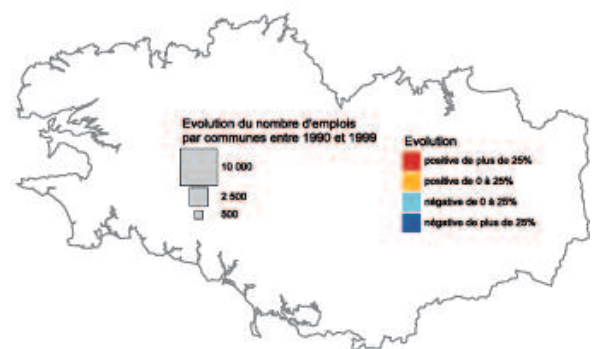 Evolution du nombre d'emplois
par communes entre 1990 et 1999
10 000
2 500
500
Evolution
positive de plus de 25%
positive de 0 à 25%
négative de 0 à 25%
négative de plus de 25%